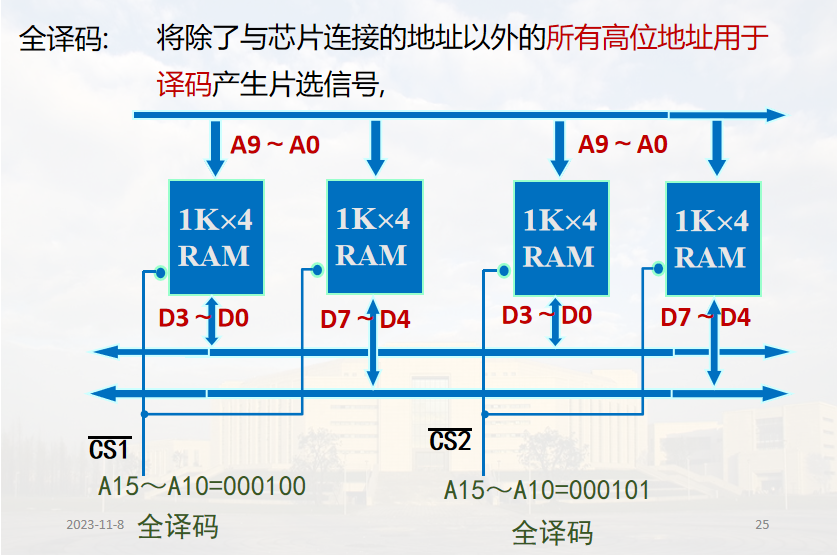 全译码: 将除了与芯片连接的地址以外的所有高位地址用于
译码产生片选信号,
A9~A0
A9~A0
1K×4
RAM
1K×4
RAM
1K×4
RAM
1K×4
RAM
D3~D0
D7~D4
D3~D0
D7~D4
CS1
CS2
A15～A10=000100
A15～A10=000101
2023-11-8
全译码
全译码
25